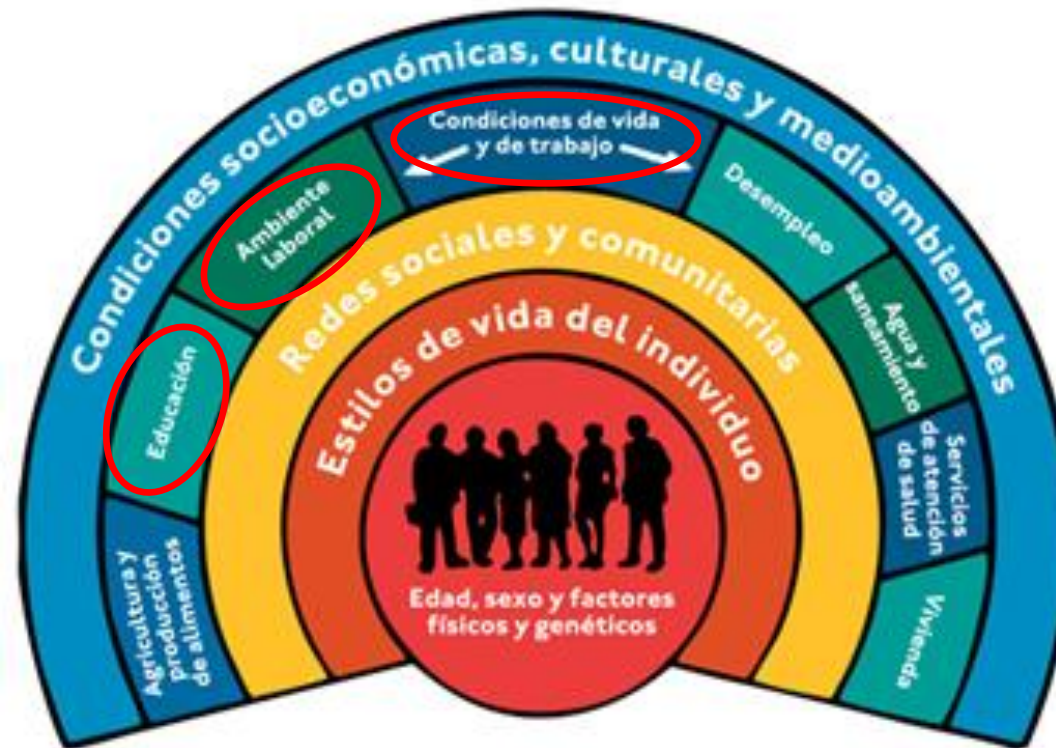 Condiciones socioeconómicas, culturales y medioambientales
Condiciones de vida
y de trabajo
Ambiente
laboral
Educación
Agricultura y
producción
de alimentos
Desempleo
Agua y
saneamiento
Servicios
de atención
de salud
Vivienda
Redes sociales y comunitarias
Estilos de vida del individuo
Edad, sexo y factores
físicos y genéticos